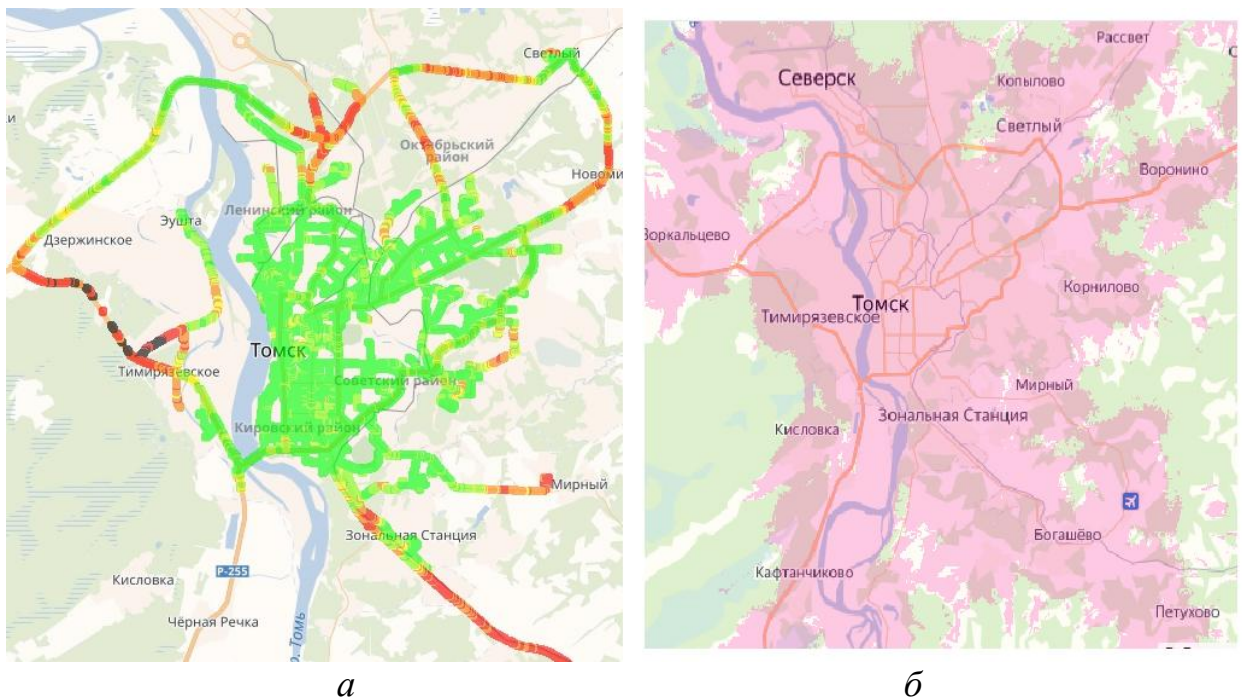 Светлый
Октябрьский
район
Новоми
Ленинский район
Эушта
Дзержинское
Томск
Тимирязевское
Советский район
Кировский район
Мирный
Зональная Станция
Кисловка
Р-255
Чёрная Речка
р. Томь
а
Рассвет
Северск
Копылово
Светлый
Воронино
Воркальцево
Корнилово
Томск
Тимирязевское
Мирный
Зональная Станция
Кисловка
Богашёво
Кафтанчиково
Петухово
б